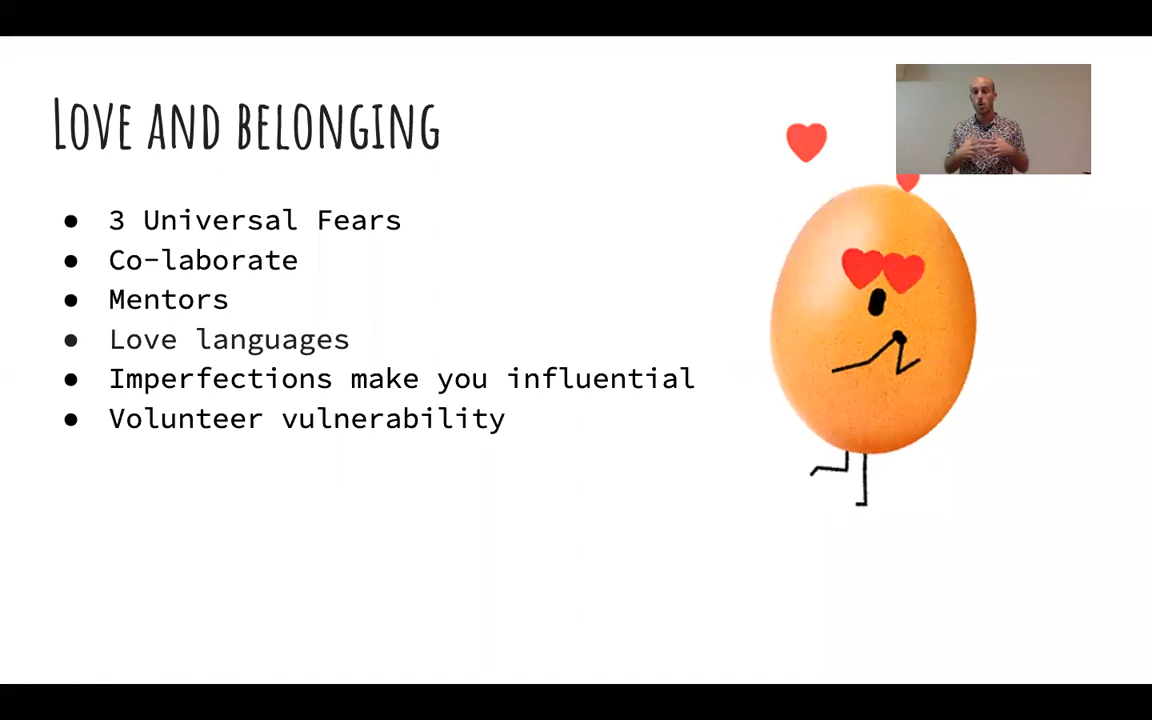 Love and belonging
● 3 Universal Fears
● Co-laborate
● Mentors
● Love languages
● Imperfections make you influential
● Volunteer vulnerability